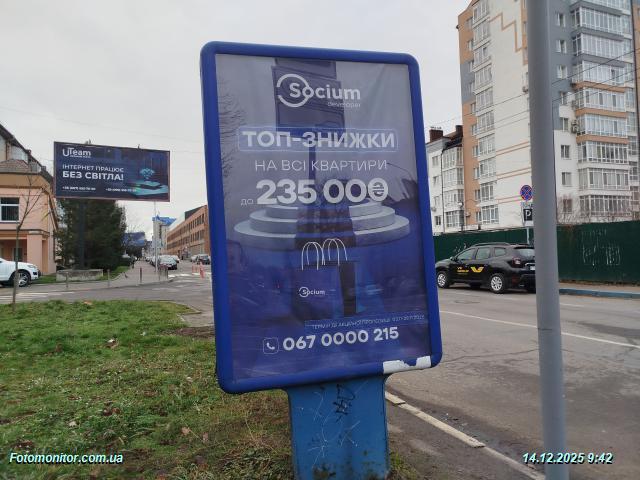 Socium
developer
ТОП-ЗНИЖКИ
НА ВСІ КВАРТИРИ
ДО 235 000₴
Socium
067 0000 215
UTeam
ІНТЕРНЕТ ПРАЦЮЄ
БЕЗ СВІТЛА!
P
Fotomonitor.com.ua
14.12.2025 9:42